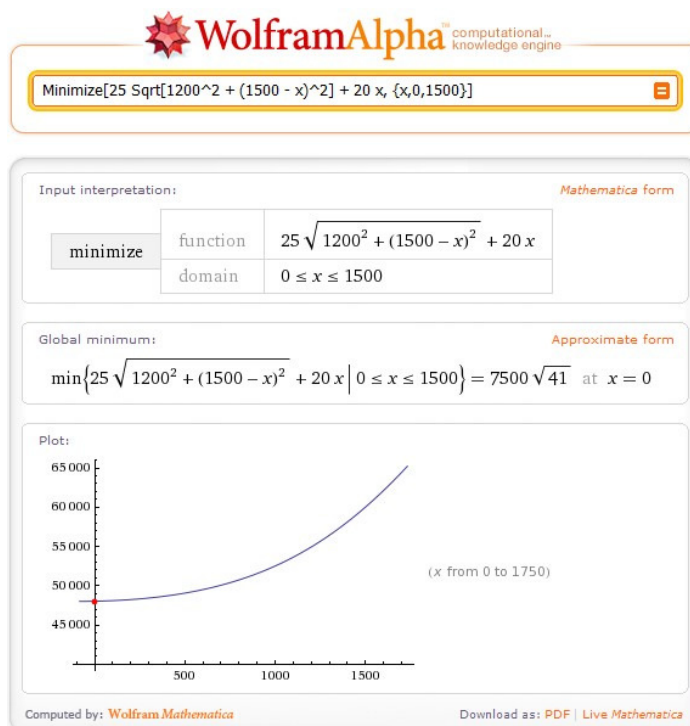 WolframAlpha™ computational... knowledge engine
Minimize[25 Sqrt[1200^2 + (1500 - x)^2] + 20 x, {x,0,1500}]
Input interpretation:
Mathematica form
minimize
function
25 √(1200² + (1500 − x)²) + 20 x
domain
0 ≤ x ≤ 1500
Global minimum:
Approximate form
min{25 √(1200² + (1500 − x)²) + 20 x | 0 ≤ x ≤ 1500} = 7500 √41 at x = 0
Plot:
65 000
60 000
55 000
50 000
45 000
500 1000 1500
(x from 0 to 1750)
Computed by: Wolfram Mathematica
Download as: PDF | Live Mathematica